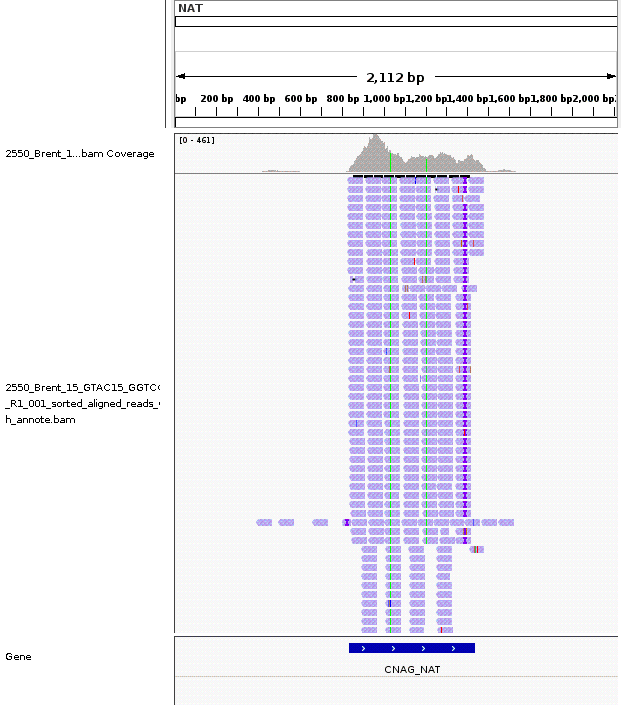 NAT
2,112 bp
bp 200 bp 400 bp 600 bp 800 bp 1,000 bp 1,200 bp 1,400 bp 1,600 bp 1,800 bp 2,000 bp
[0 - 461]
2550_Brent_1...bam Coverage
2550_Brent_15_GTAC15_GGTC
_R1_001_sorted_aligned_reads_
h_annote.bam
Gene
CNAG_NAT